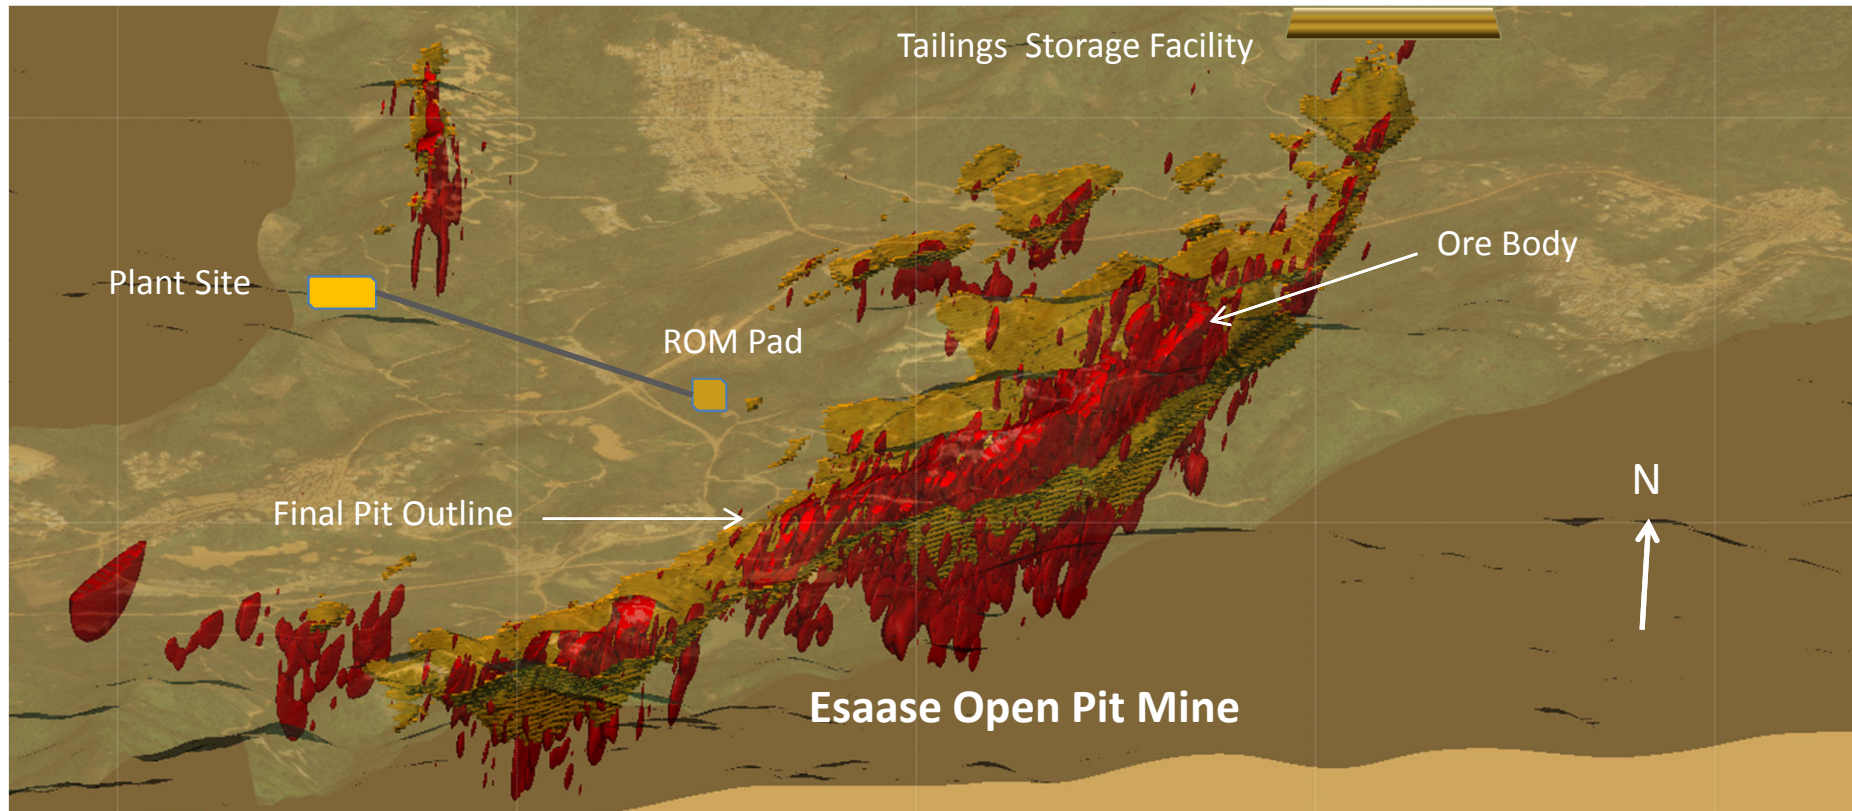 Tailings  Storage Facility
Ore Body
Plant Site
ROM Pad
N
Final Pit Outline
Esaase Open Pit Mine